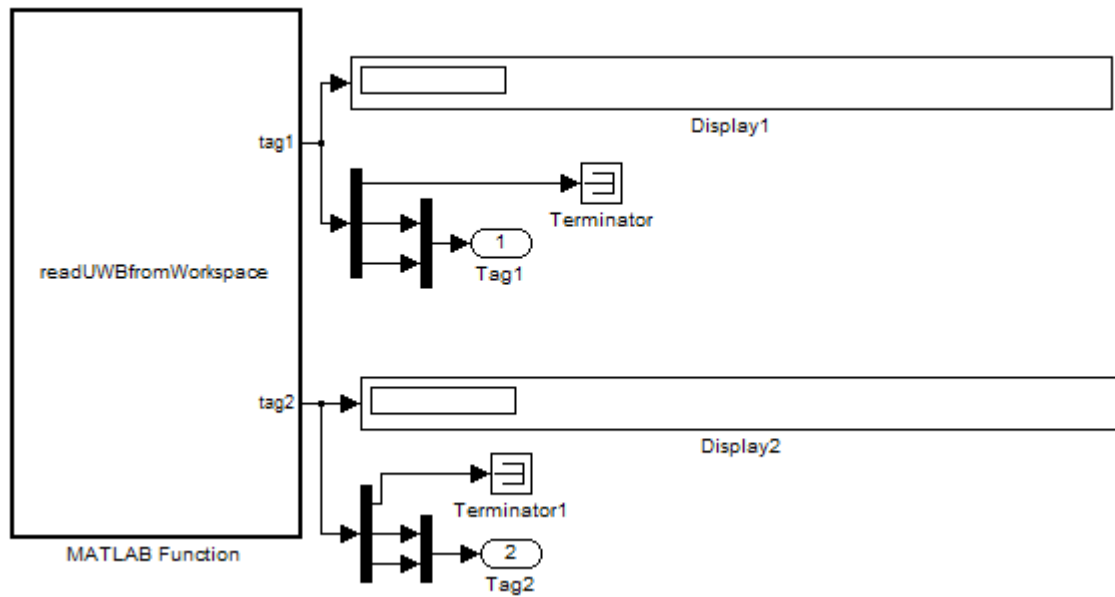 Display1
tag1
Terminator
1
readUWBfromWorkspace
Tag1
tag2
Display2
Terminator1
2
MATLAB Function
Tag2